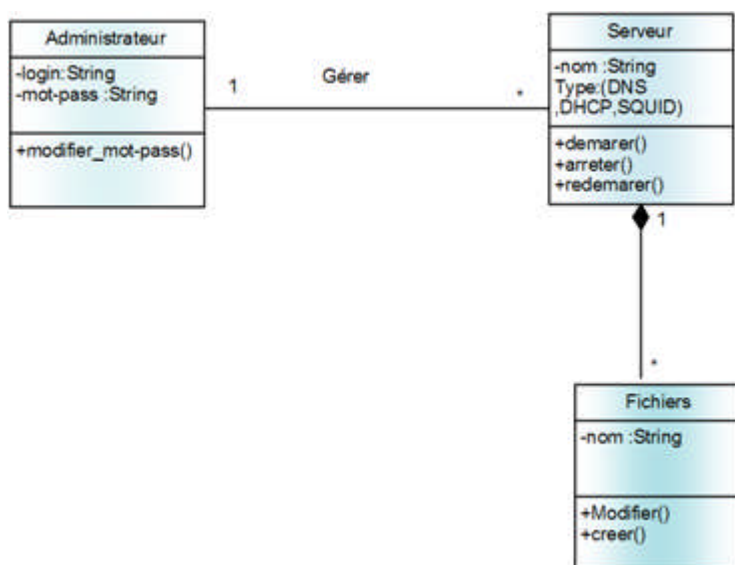 Administrateur
-login:String
-mot-pass :String
+modifier_mot-pass()
1
Gérer
*
Serveur
-nom :String
Type:(DNS
,DHCP,SQUID)
+demarer()
+arreter()
+redemarer()
1
*
Fichiers
-nom :String
+Modifier()
+creer()